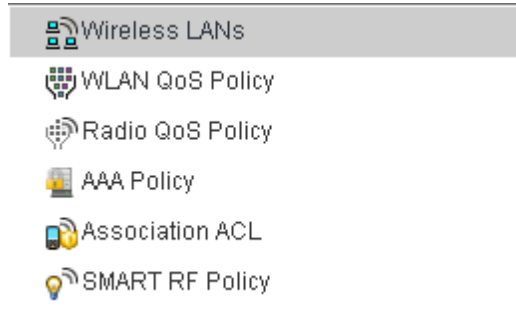 Wireless LANs
WLAN QoS Policy
Radio QoS Policy
AAA Policy
Association ACL
SMART RF Policy